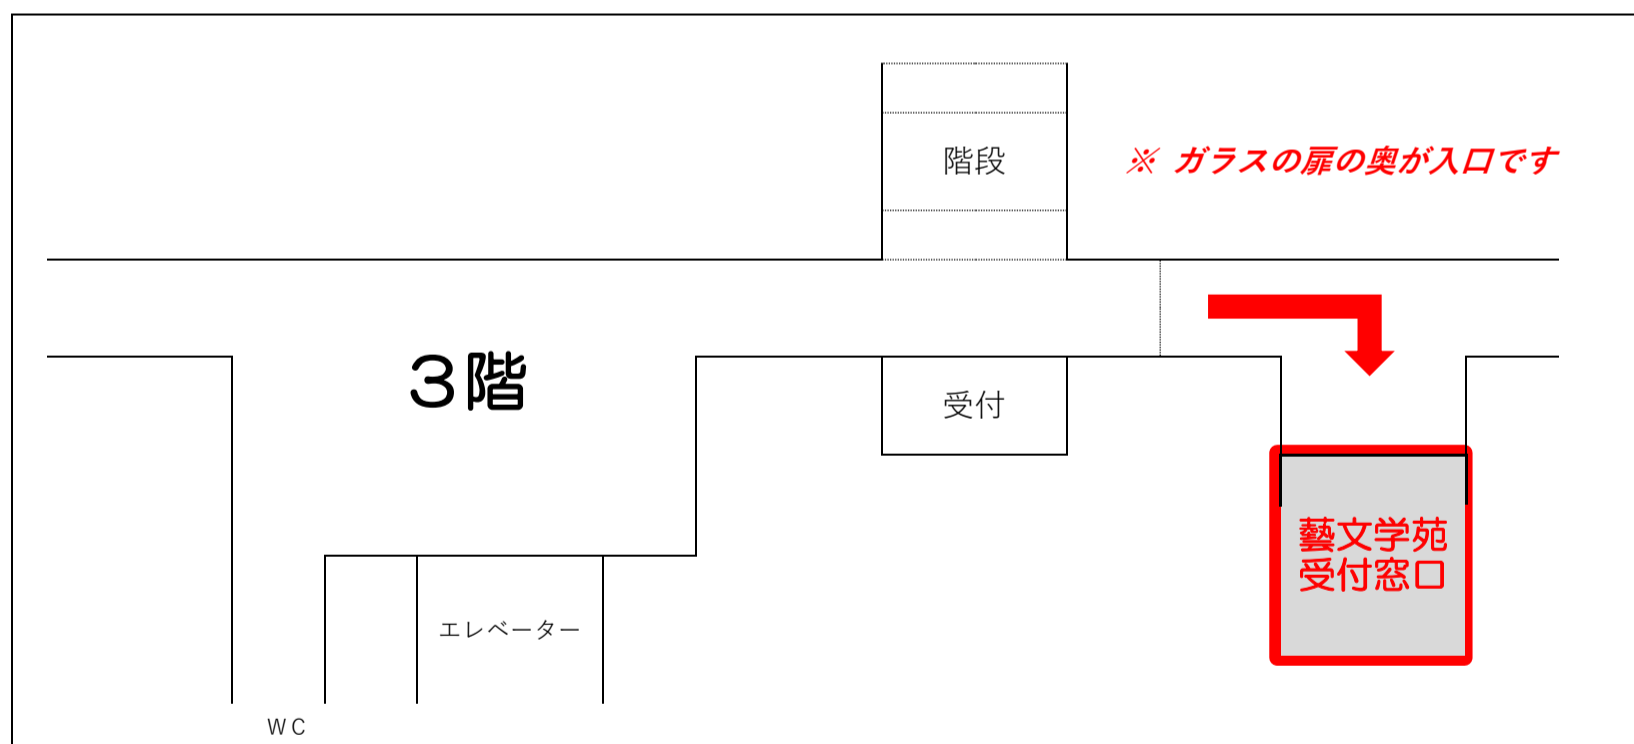 階段
※ ガラスの扉の奥が入口です
3階
受付
藝文学苑
受付窓口
エレベーター
WC